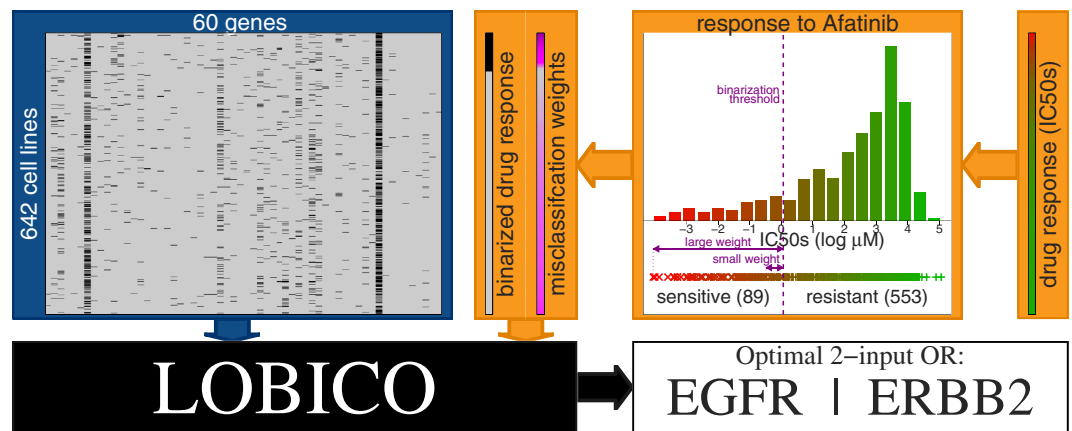 60 genes
642 cell lines
binarized drug response
misclassifcation weights
response to Afatinib
binarization
threshold
−3 −2 −1 0 1 2 3 4 5
IC50s (log µM)
large weight
small weight
sensitive (89)
resistant (553)
drug response (IC50s)
LOBICO
Optimal 2−input OR:
EGFR | ERBB2